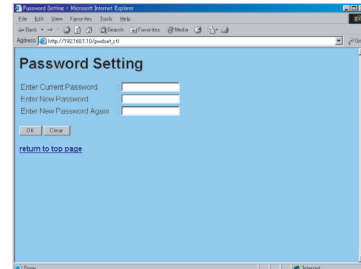 Password Setting - Microsoft Internet Explorer
File Edit View Favorites Tools Help
Back Search Favorites Media
Address http://192.168.1.10/pwdset_ctl
Password Setting
Enter Current Password :
Enter New Password :
Enter New Password Again :
OK Clear
return to top page
Done Internet